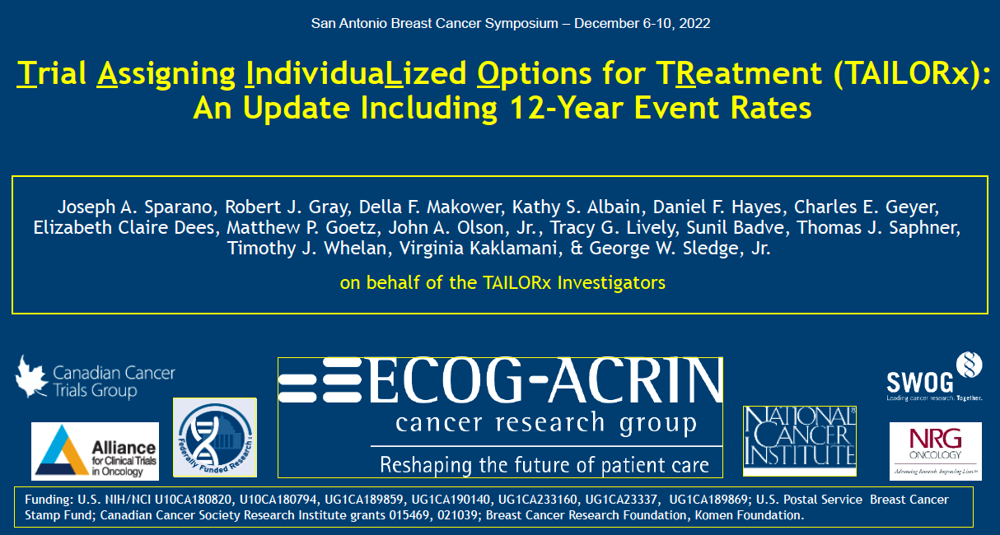 San Antonio Breast Cancer Symposium – December 6-10, 2022
Trial Assigning IndividuaLized Options for TReatment (TAILORx):
An Update Including 12-Year Event Rates
Joseph A. Sparano, Robert J. Gray, Della F. Makower, Kathy S. Albain, Daniel F. Hayes, Charles E. Geyer,
Elizabeth Claire Dees, Matthew P. Goetz, John A. Olson, Jr., Tracy G. Lively, Sunil Badve, Thomas J. Saphner,
Timothy J. Whelan, Virginia Kaklamani, & George W. Sledge, Jr.
on behalf of the TAILORx Investigators
Canadian Cancer
Trials Group
Alliance
for Clinical Trials
in Oncology
Federally Funded Research
ECOG-ACRIN
cancer research group
Reshaping the future of patient care
NATIONAL
CANCER
INSTITUTE
SWOG
Leading cancer research. Together.
NRG
ONCOLOGY
Advancing Research. Improving Lives.™
Funding: U.S. NIH/NCI U10CA180820, U10CA180794, UG1CA189859, UG1CA190140, UG1CA233160, UG1CA23337, UG1CA189869; U.S. Postal Service Breast Cancer
Stamp Fund; Canadian Cancer Society Research Institute grants 015469, 021039; Breast Cancer Research Foundation, Komen Foundation.